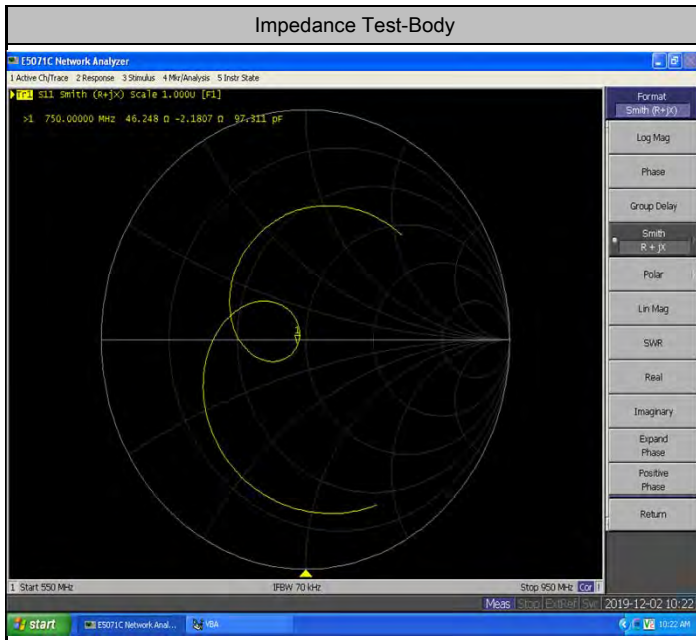 Impedance Test-Body
E5071C Network Analyzer
1 Active Ch/Trace 2 Response 3 Stimulus 4 Mkr/Analysis 5 Instr State
Tr1 S11 Smith (R+jX) Scale 1.000U [F1]
>1 750.00000 MHz 46.248 Ω -2.1807 Ω 97.311 pF
1
Format
Smith (R+jX)
Log Mag
Phase
Group Delay
Smith
R + jX
Polar
Lin Mag
SWR
Real
Imaginary
Expand
Phase
Positive
Phase
Return
1 Start 550 MHz IFBW 70 kHz Stop 950 MHz Cor !
Meas Stop ExtRef Svc 2019-12-02 10:22
start E5071C Network Anal... VBA 10:22 AM